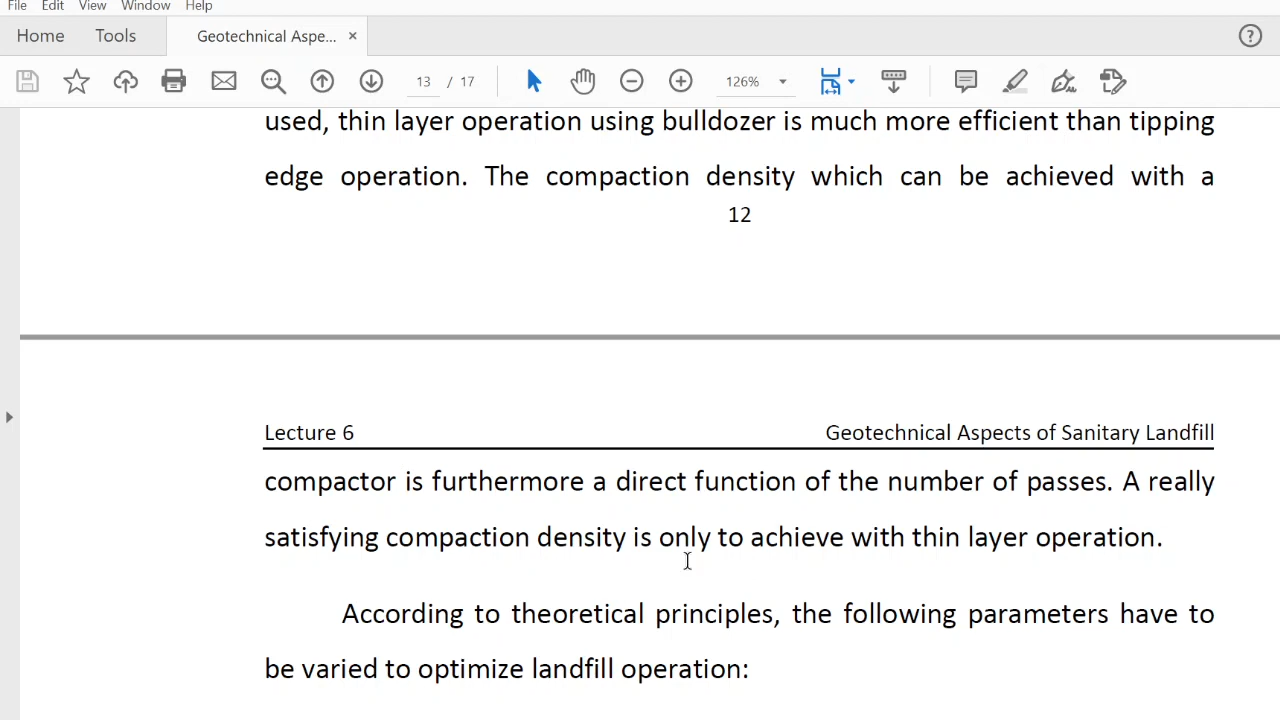 File Edit View Window Help
Home Tools Geotechnical Aspe... ×
13 / 17 126%
used, thin layer operation using bulldozer is much more efficient than tipping
edge operation. The compaction density which can be achieved with a
12
Lecture 6 Geotechnical Aspects of Sanitary Landfill
compactor is furthermore a direct function of the number of passes. A really
satisfying compaction density is only to achieve with thin layer operation.
According to theoretical principles, the following parameters have to
be varied to optimize landfill operation: